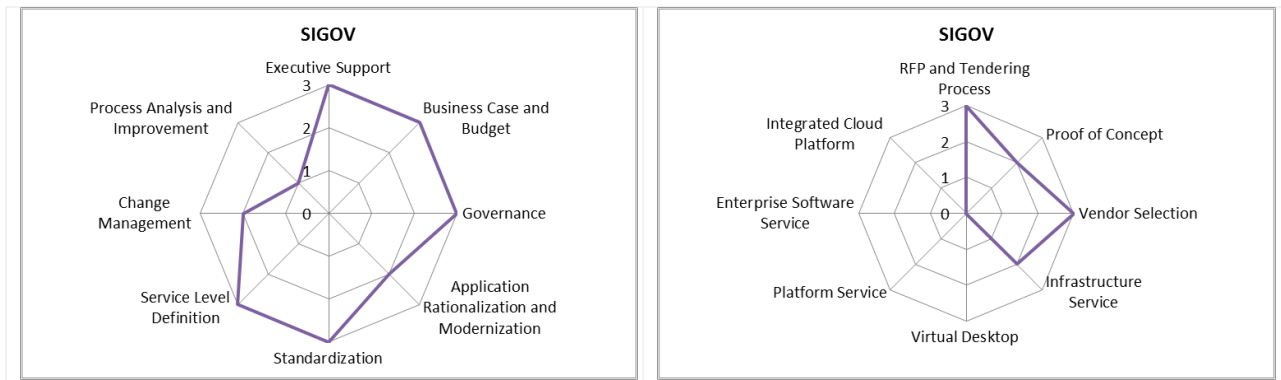 SIGOV
Executive Support
3
Process Analysis and
Improvement
Business Case and
Budget
2
1
Change
Management
0
Governance
Service Level
Definition
Application
Rationalization and
Modernization
Standardization
SIGOV
RFP and Tendering
Process
3
Integrated Cloud
Platform
Proof of Concept
2
1
Enterprise Software
Service
0
Vendor Selection
Platform Service
Infrastructure
Service
Virtual Desktop